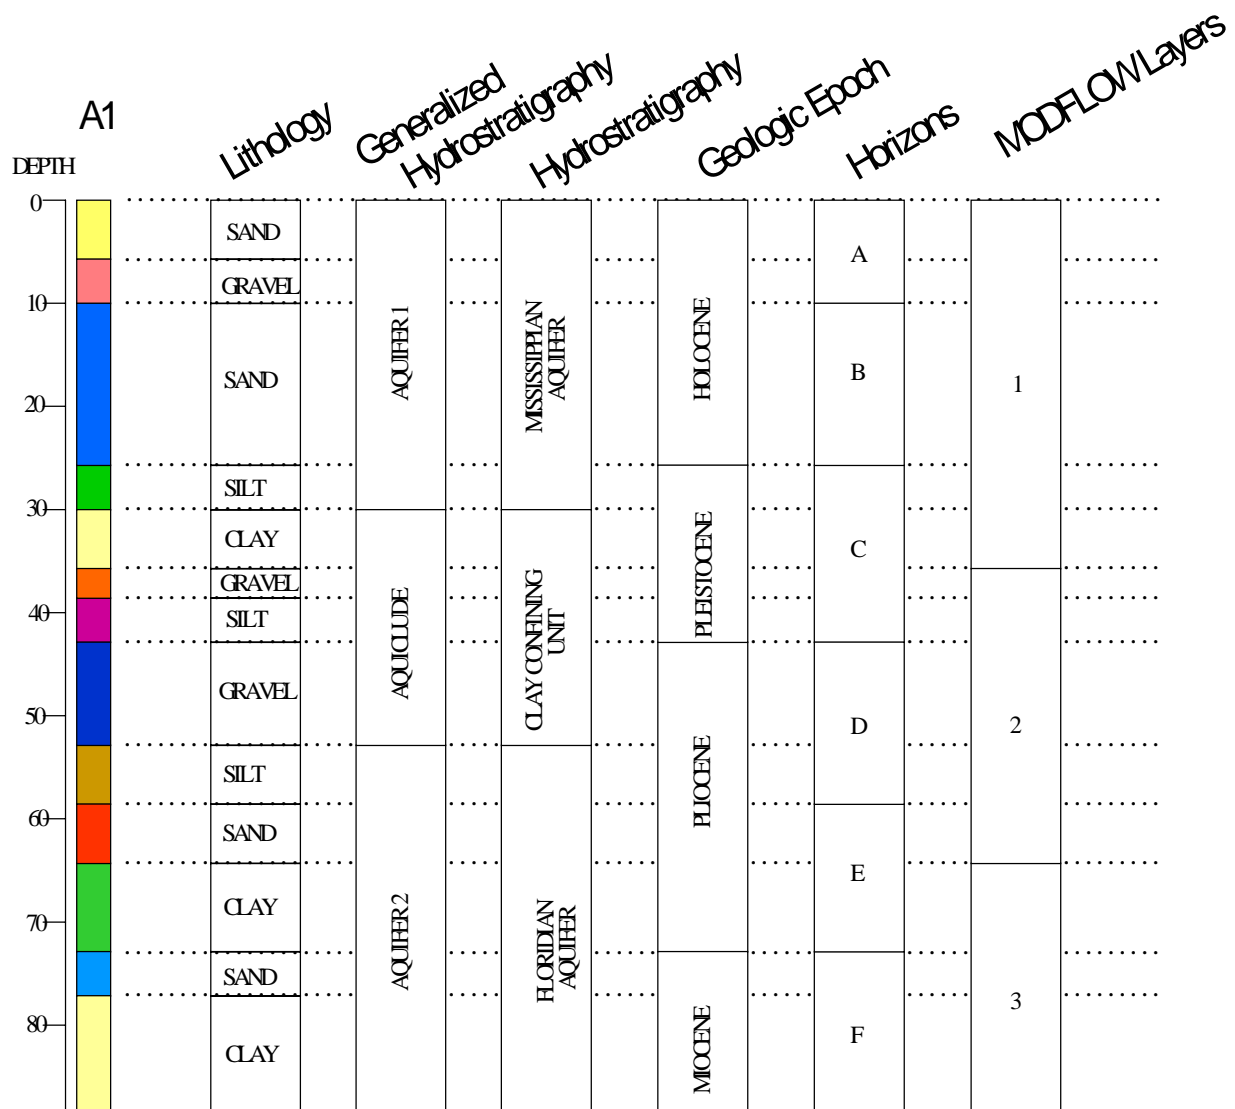 A1
DEPTH
Lithology
Generalized
Hydrostratigraphy
Hydrostratigraphy
Geologic Epoch
Horizons
MODFLOW Layers
0
10
20
30
40
50
60
70
80
SAND
GRAVEL
SAND
SILT
CLAY
GRAVEL
SILT
GRAVEL
SILT
SAND
CLAY
SAND
CLAY
AQUIFER 1
AQUICLUDE
AQUIFER 2
MISSISSIPPIAN
AQUIFER
CLAY CONFINING
UNIT
FLORIDIAN
AQUIFER
HOLOCENE
PLEISTOCENE
PLIOCENE
MIOCENE
A
B
C
D
E
F
1
2
3